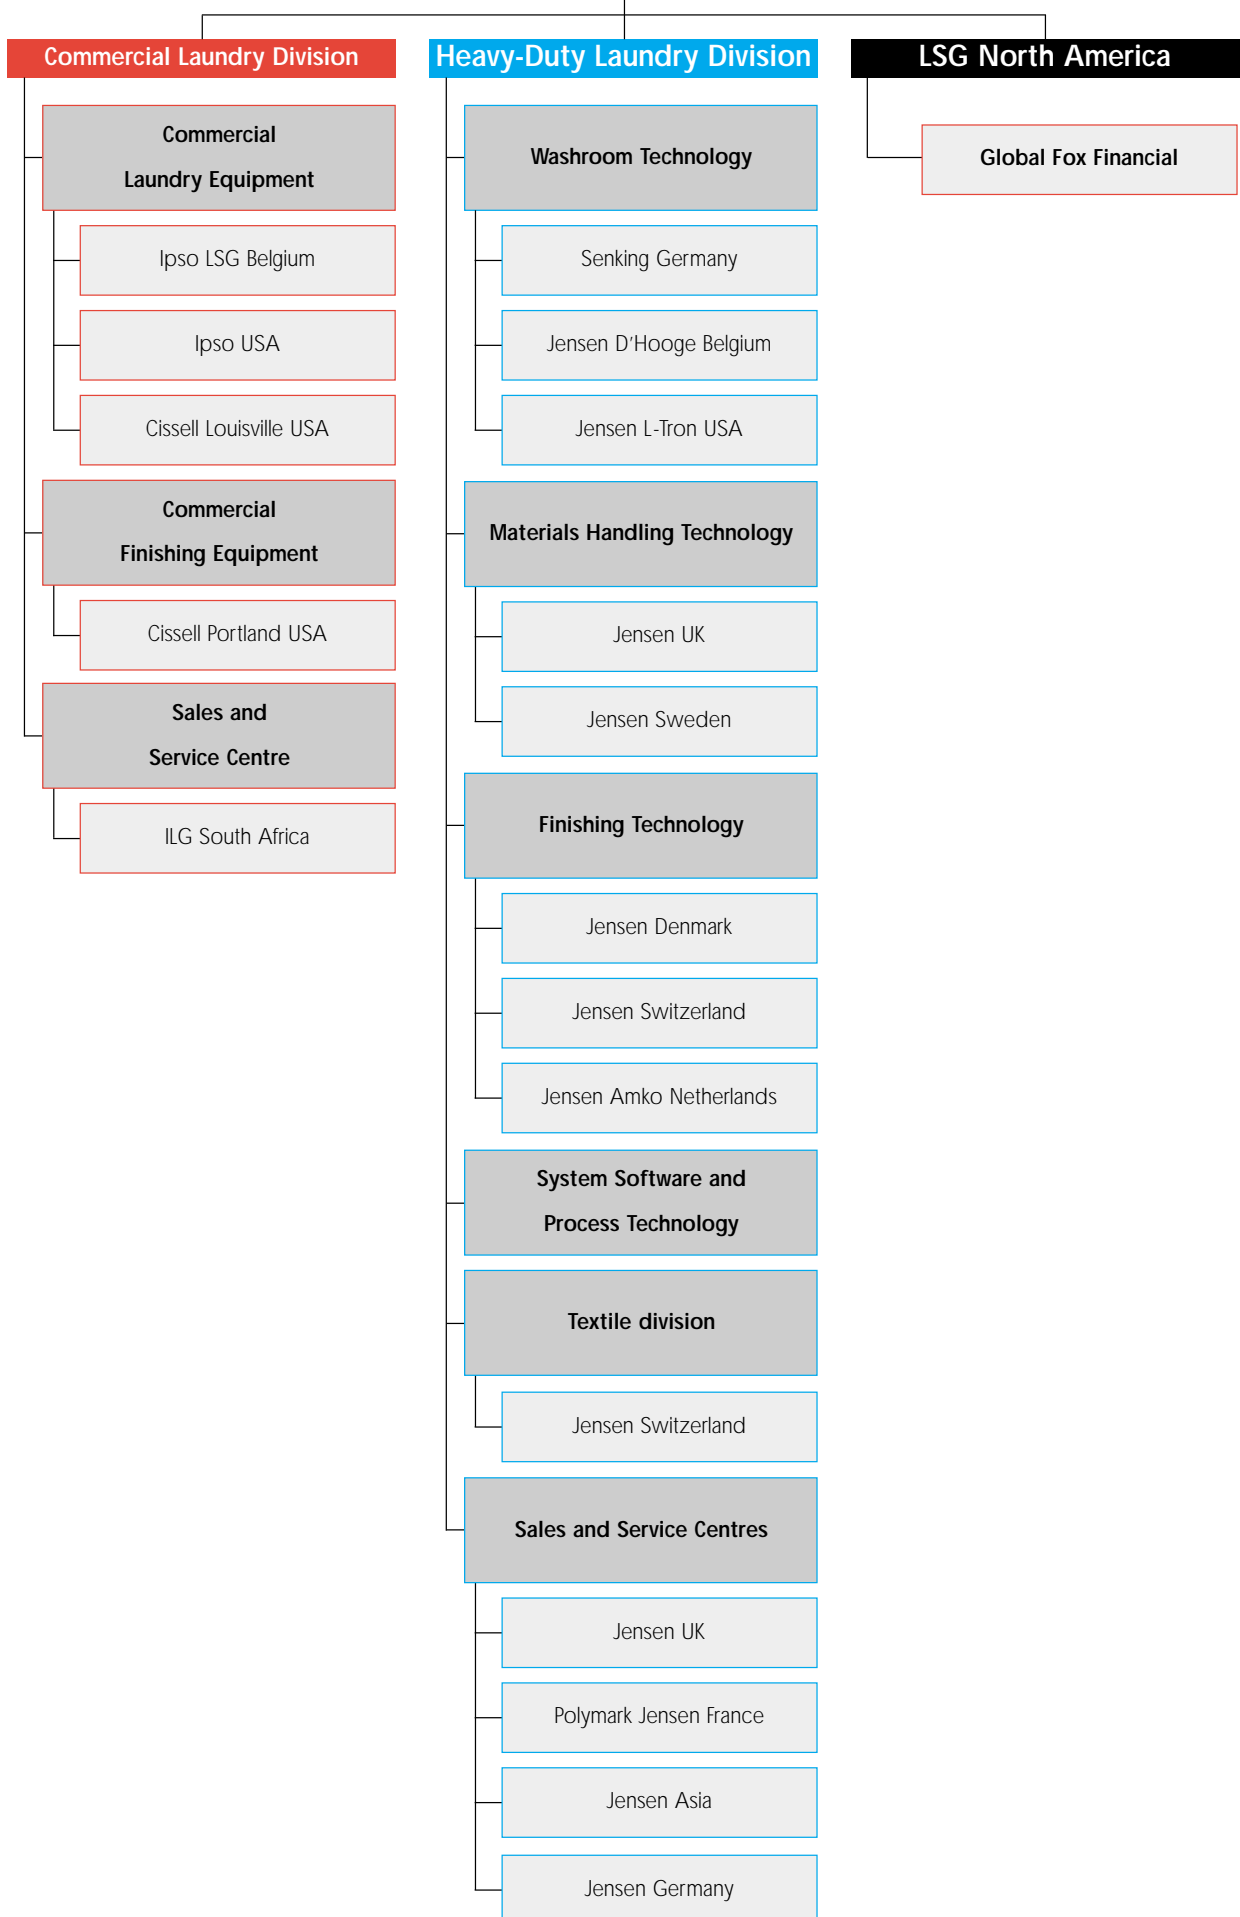 Commercial Laundry Division
Commercial
Laundry Equipment
Ipso LSG Belgium
Ipso USA
Cissell Louisville USA
Commercial
Finishing Equipment
Cissell Portland USA
Sales and
Service Centre
ILG South Africa
Heavy-Duty Laundry Division
Washroom Technology
Senking Germany
Jensen D'Hooge Belgium
Jensen L-Tron USA
Materials Handling Technology
Jensen UK
Jensen Sweden
Finishing Technology
Jensen Denmark
Jensen Switzerland
Jensen Amko Netherlands
System Software and
Process Technology
Textile division
Jensen Switzerland
Sales and Service Centres
Jensen UK
Polymark Jensen France
Jensen Asia
Jensen Germany
LSG North America
Global Fox Financial